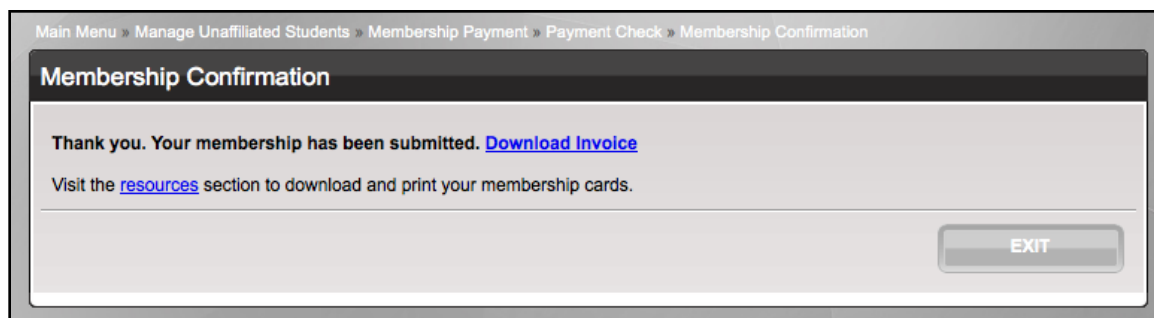 Main Menu » Manage Unaffiliated Students » Membership Payment » Payment Check » Membership Confirmation
Membership Confirmation
Thank you. Your membership has been submitted. Download Invoice
Visit the resources section to download and print your membership cards.
EXIT